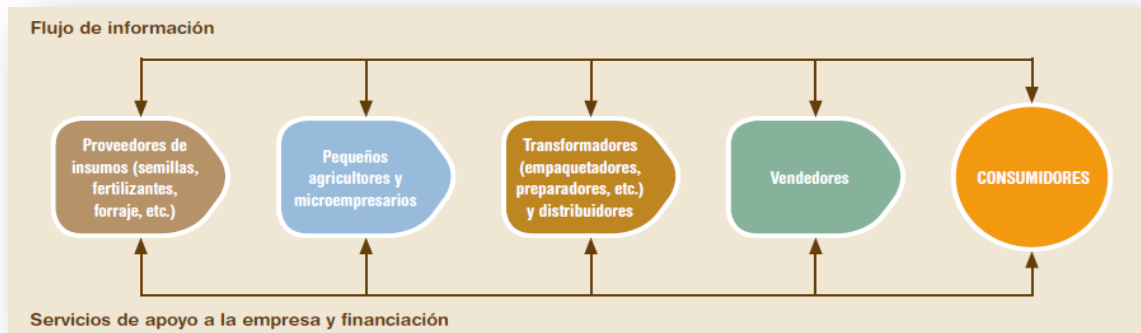 Flujo de información
Proveedores de
insumos (semillas,
fertilizantes,
forraje, etc.)
Pequeños
agricultores y
microempresarios
Transformadores
(empaquetadores,
preparadores, etc.)
y distribuidores
Vendedores
CONSUMIDORES
Servicios de apoyo a la empresa y financiación